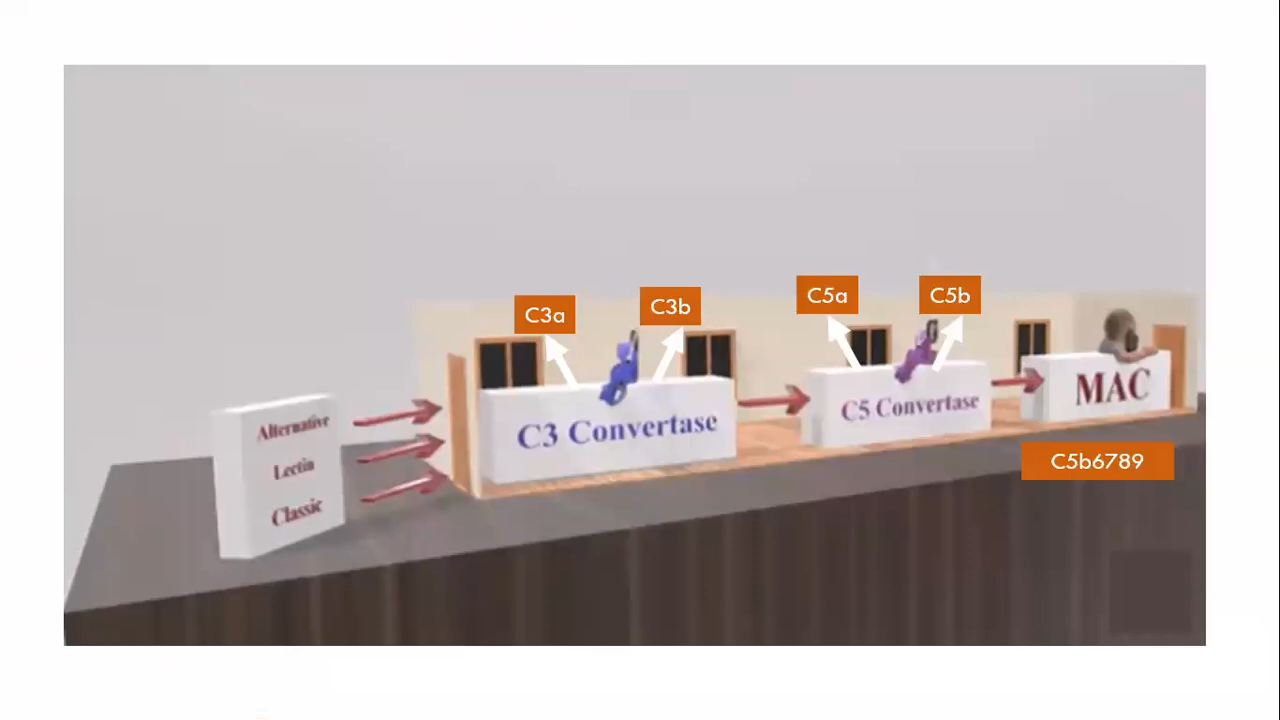 C3a
C3b
C5a
C5b
Alternative
Lectin
Classic
C3 Convertase
C5 Convertase
MAC
C5b6789